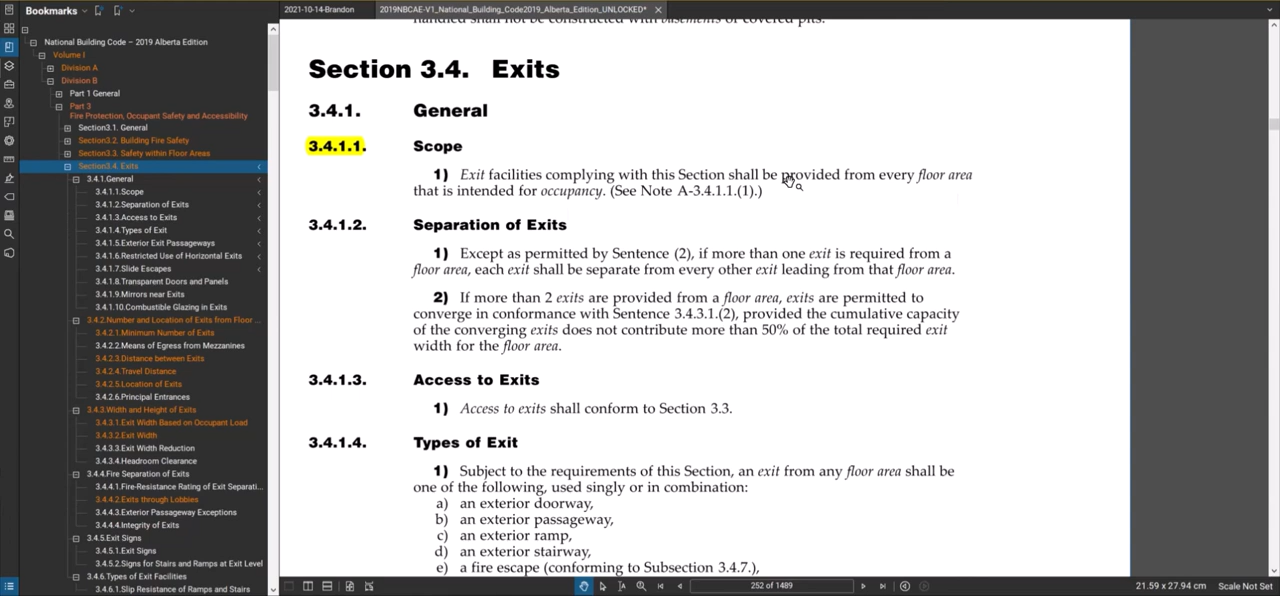 Bookmarks
2021-10-14-Brandon
2019NBCAE-V1_National_Building_Code2019_Alberta_Edition_UNLOCKED*
National Building Code – 2019 Alberta Edition
Volume I
Division A
Division B
Part 1 General
Part 3
Fire Protection, Occupant Safety and Accessibility
Section3.1. General
Section3.2. Building Fire Safety
Section3.3. Safety within Floor Areas
Section3.4. Exits
3.4.1.General
3.4.1.1.Scope
3.4.1.2.Separation of Exits
3.4.1.3.Access to Exits
3.4.1.4.Types of Exit
3.4.1.5.Exterior Exit Passageways
3.4.1.6.Restricted Use of Horizontal Exits
3.4.1.7.Slide Escapes
3.4.1.8.Transparent Doors and Panels
3.4.1.9.Mirrors near Exits
3.4.1.10.Combustible Glazing in Exits
3.4.2.Number and Location of Exits from Floor ...
3.4.2.1.Minimum Number of Exits
3.4.2.2.Means of Egress from Mezzanines
3.4.2.3.Distance between Exits
3.4.2.4.Travel Distance
3.4.2.5.Location of Exits
3.4.2.6.Principal Entrances
3.4.3.Width and Height of Exits
3.4.3.1.Exit Width Based on Occupant Load
3.4.3.2.Exit Width
3.4.3.3.Exit Width Reduction
3.4.3.4.Headroom Clearance
3.4.4.Fire Separation of Exits
3.4.4.1.Fire-Resistance Rating of Exit Separati...
3.4.4.2.Exits through Lobbies
3.4.4.3.Exterior Passageway Exceptions
3.4.4.4.Integrity of Exits
3.4.5.Exit Signs
3.4.5.1.Exit Signs
3.4.5.2.Signs for Stairs and Ramps at Exit Level
3.4.6.Types of Exit Facilities
3.4.6.1.Slip Resistance of Ramps and Stairs
handled shall not be constructed with basements or covered pits.
Section 3.4. Exits
3.4.1. General
3.4.1.1. Scope
1) Exit facilities complying with this Section shall be provided from every floor area
that is intended for occupancy. (See Note A-3.4.1.1.(1).)
3.4.1.2. Separation of Exits
1) Except as permitted by Sentence (2), if more than one exit is required from a
floor area, each exit shall be separate from every other exit leading from that floor area.
2) If more than 2 exits are provided from a floor area, exits are permitted to
converge in conformance with Sentence 3.4.3.1.(2), provided the cumulative capacity
of the converging exits does not contribute more than 50% of the total required exit
width for the floor area.
3.4.1.3. Access to Exits
1) Access to exits shall conform to Section 3.3.
3.4.1.4. Types of Exit
1) Subject to the requirements of this Section, an exit from any floor area shall be
one of the following, used singly or in combination:
a) an exterior doorway,
b) an exterior passageway,
c) an exterior ramp,
d) an exterior stairway,
e) a fire escape (conforming to Subsection 3.4.7.),
252 of 1489
21.59 x 27.94 cm
Scale Not Set